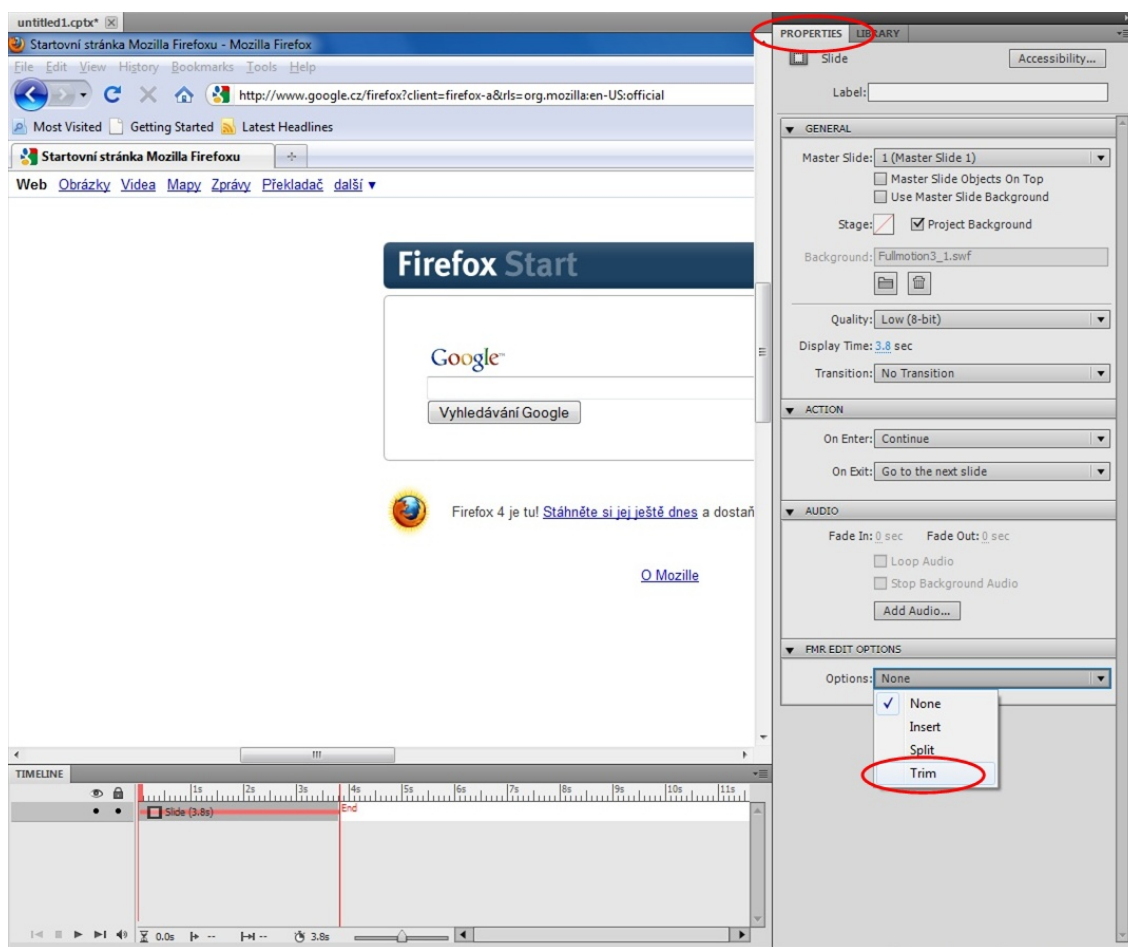 untitled1.cptx*
Startovní stránka Mozilla Firefoxu - Mozilla Firefox
File Edit View History Bookmarks Tools Help
http://www.google.cz/firefox?client=firefox-a&rls=org.mozilla:en-US:official
Most Visited Getting Started Latest Headlines
Startovní stránka Mozilla Firefoxu
Web Obrázky Videa Mapy Zprávy Překladač další ▼
Firefox Start
Google™
Vyhledávání Google
Firefox 4 je tu! Stáhněte si jej ještě dnes a dostaň
O Mozille
PROPERTIES LIBRARY
Slide Accessibility...
Label:
GENERAL
Master Slide: 1 (Master Slide 1)
Master Slide Objects On Top
Use Master Slide Background
Stage: Project Background
Background: Fullmotion3_1.swf
Quality: Low (8-bit)
Display Time: 3.8 sec
Transition: No Transition
ACTION
On Enter: Continue
On Exit: Go to the next slide
AUDIO
Fade In: 0 sec Fade Out: 0 sec
Loop Audio
Stop Background Audio
Add Audio...
FMR EDIT OPTIONS
Options: None
None
Insert
Split
Trim
TIMELINE
1s 2s 3s 4s 5s 6s 7s 8s 9s 10s 11s
Slide (3.8s) End
0.0s -- -- 3.8s